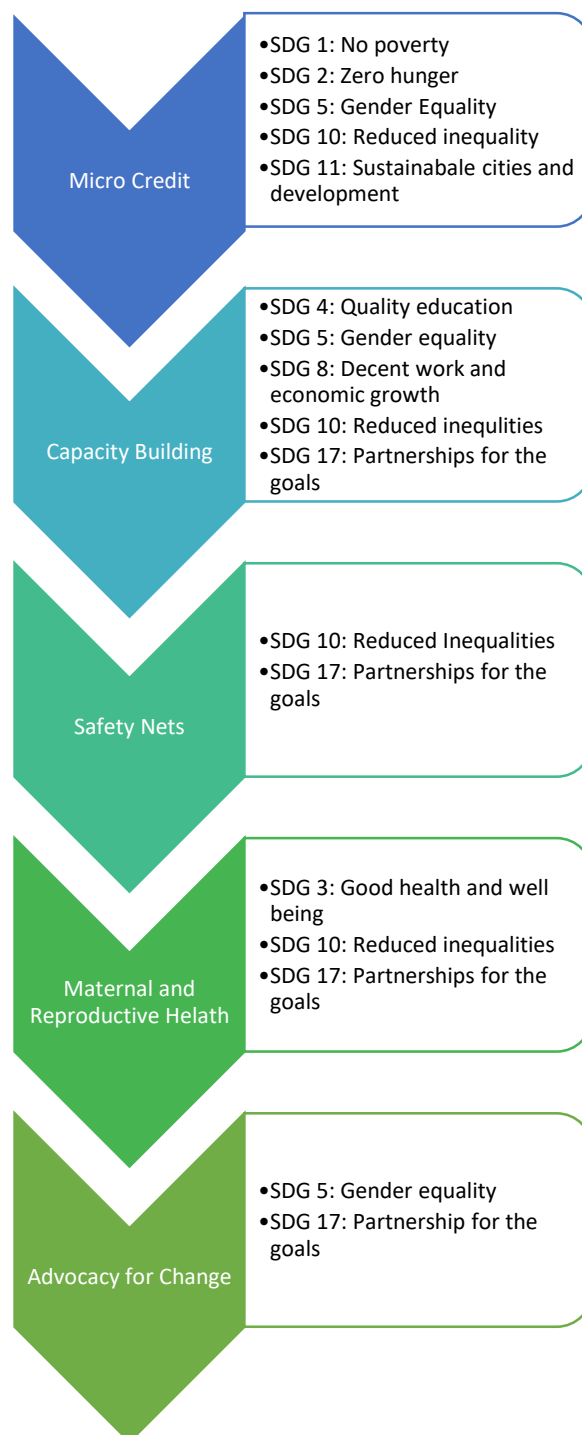 Micro Credit
•SDG 1: No poverty
•SDG 2: Zero hunger
•SDG 5: Gender Equality
•SDG 10: Reduced inequality
•SDG 11: Sustainabale cities and
development
Capacity Building
•SDG 4: Quality education
•SDG 5: Gender equality
•SDG 8: Decent work and
economic growth
•SDG 10: Reduced inequlities
•SDG 17: Partnerships for the
goals
Safety Nets
•SDG 10: Reduced Inequalities
•SDG 17: Partnerships for the
goals
Maternal and
Reproductive Helath
•SDG 3: Good health and well
being
•SDG 10: Reduced inequalities
•SDG 17: Partnerships for the
goals
Advocacy for Change
•SDG 5: Gender equality
•SDG 17: Partnership for the
goals